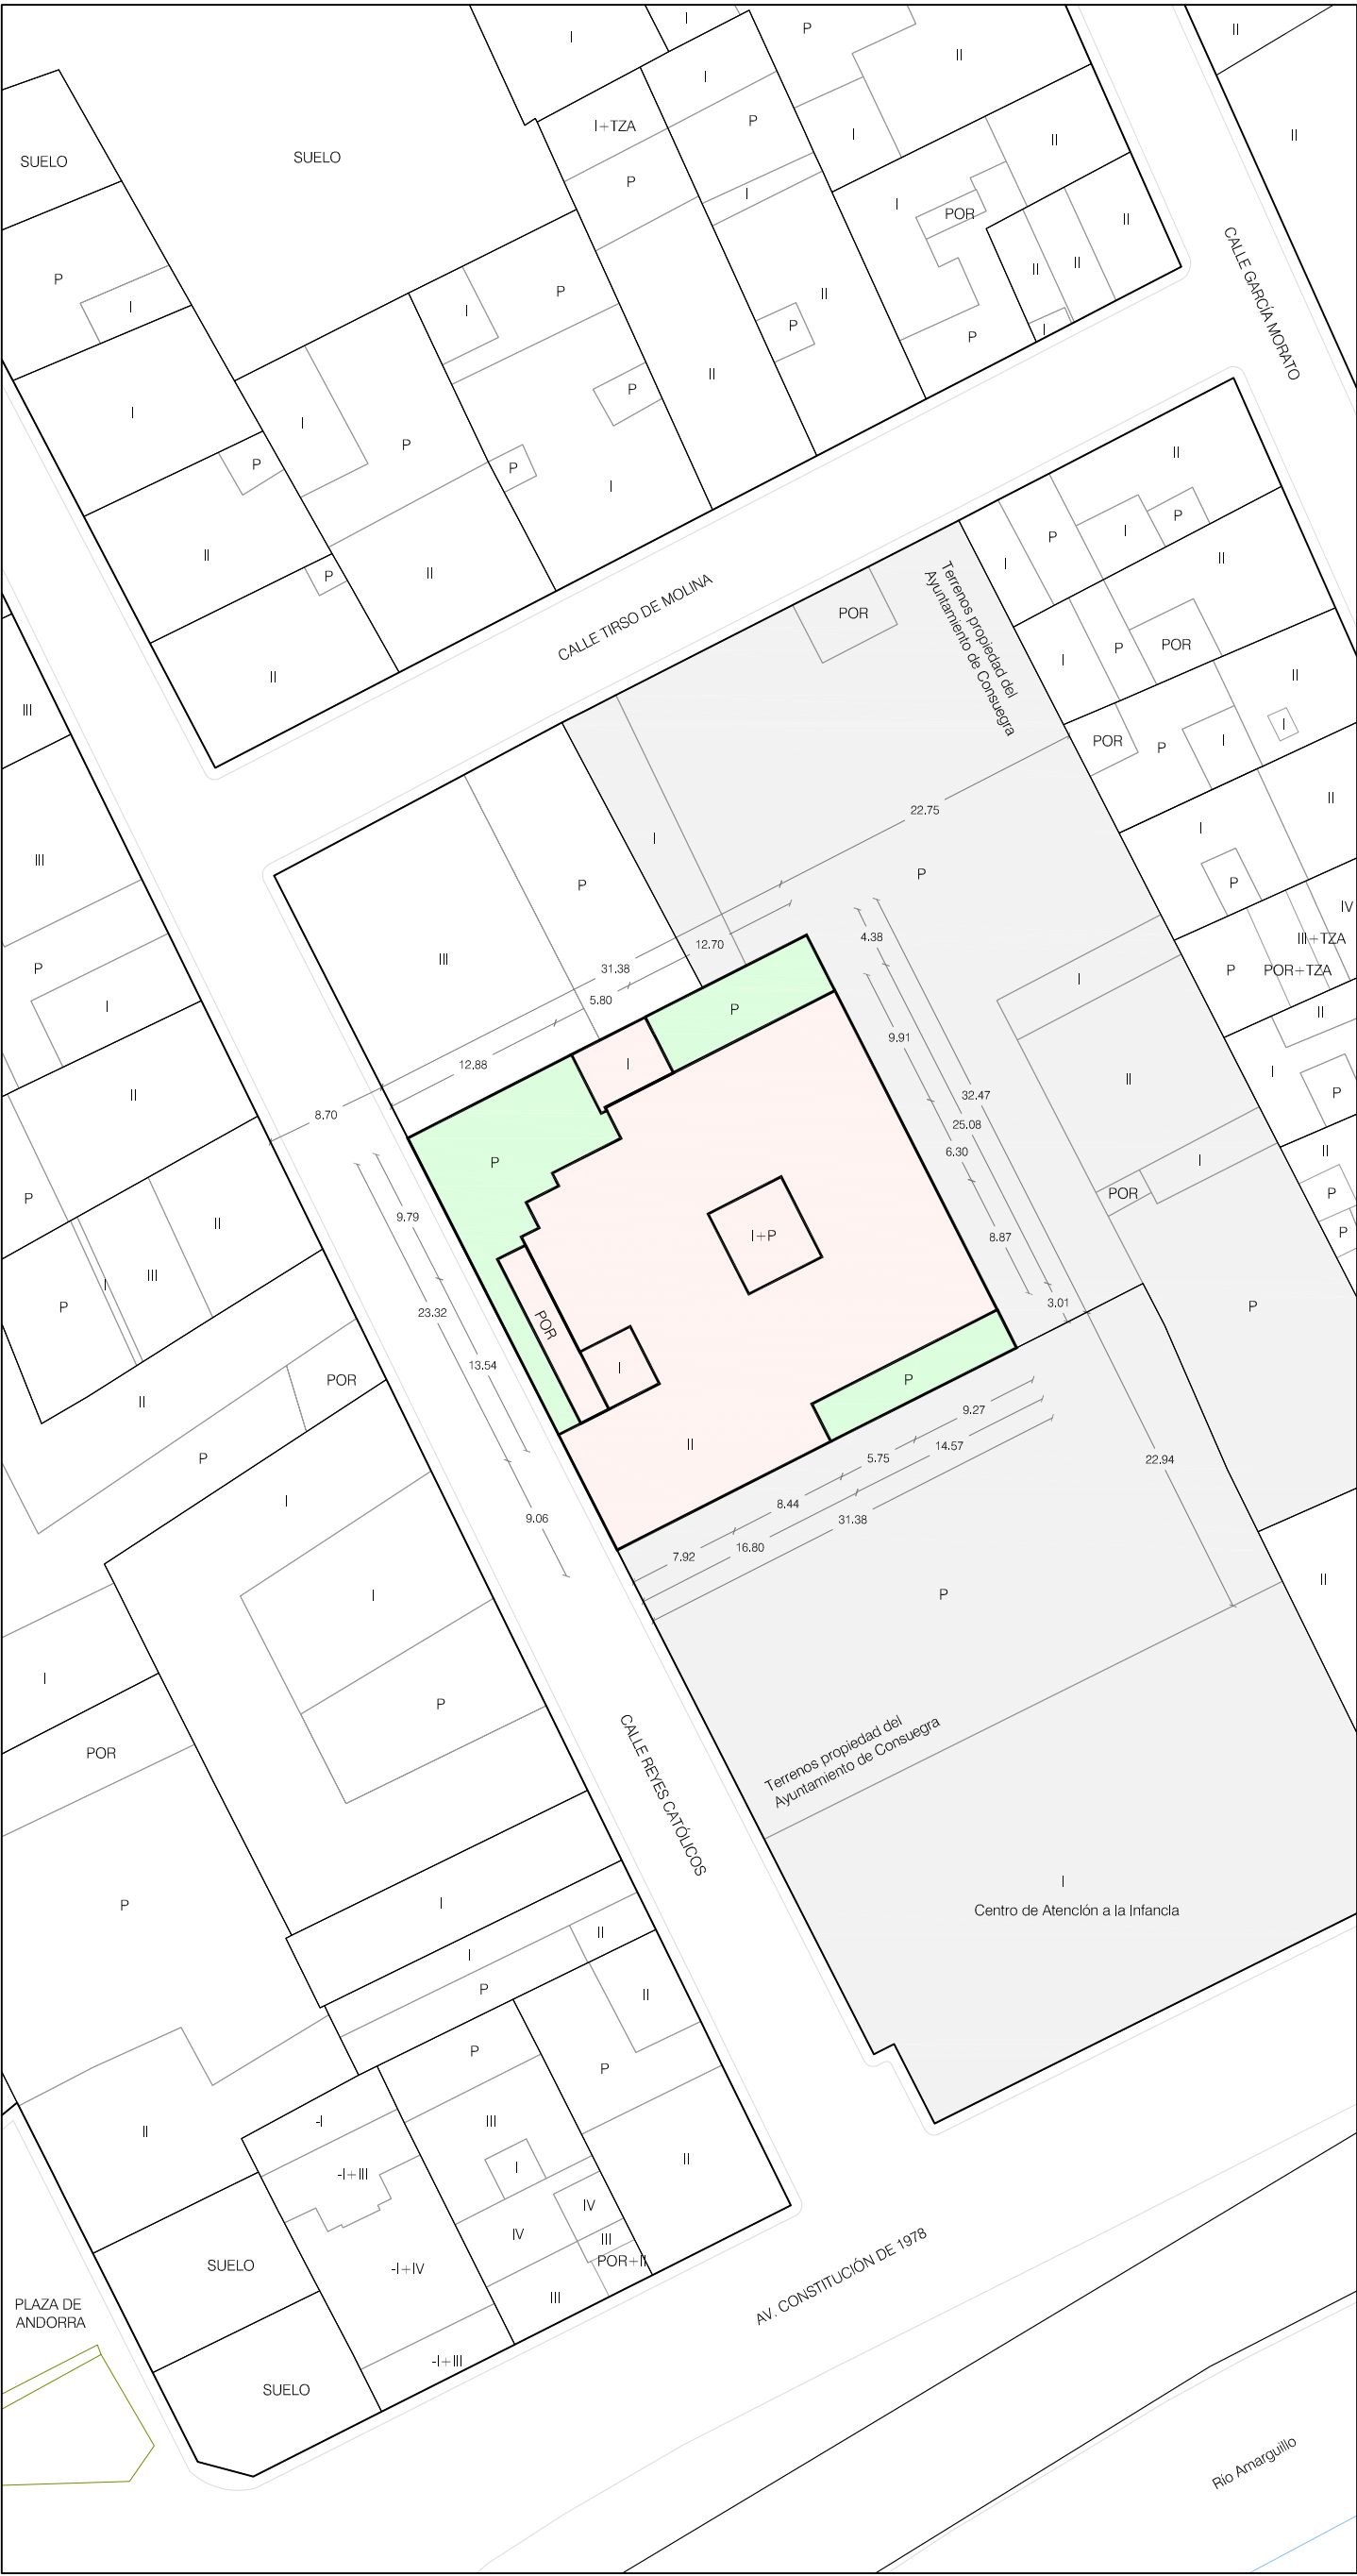 I
I
P
II
II
I
I+TZA
P
I
II
II
SUELO
SUELO
P
I
I
POR
II
CALLE GARCÍA MORATO
P
I
I
P
II
P
II
II
I
P
I
I
P
P
II
P
P
I
II
P
II
II
II
CALLE TIRSO DE MOLINA
II
P
I
P
I
P
POR
Terrenos propiedad del
Ayuntamiento de Consuegra
II
I
P
POR
II
POR
P
I
I
II
III
III
P
I
III
P
I
P
22.75
I
P
II
IV
III+TZA
P
POR+TZA
4.38
12.70
31.38
5.80
12.88
8.70
P
I
II
P
I
P
9.91
32.47
25.08
6.30
8.87
3.01
I
II
I
POR
II
I
P
II
P
P
P
P
I
III
II
9.79
23.32
13.54
9.06
P
POR
I
I+P
II
P
9.27
14.57
5.75
8.44
31.38
16.80
7.92
22.94
P
II
II
POR
P
I
I
P
I
POR
P
CALLE REYES CATÓLICOS
Terrenos propiedad del
Ayuntamiento de Consuegra
I
Centro de Atención a la Infancia
I
I
II
P
II
P
P
II
-I
III
-I+III
I
II
IV
IV
III
POR+II
SUELO
-I+IV
III
-I+III
SUELO
PLAZA DE
ANDORRA
AV. CONSTITUCIÓN DE 1978
Río Amarguillo